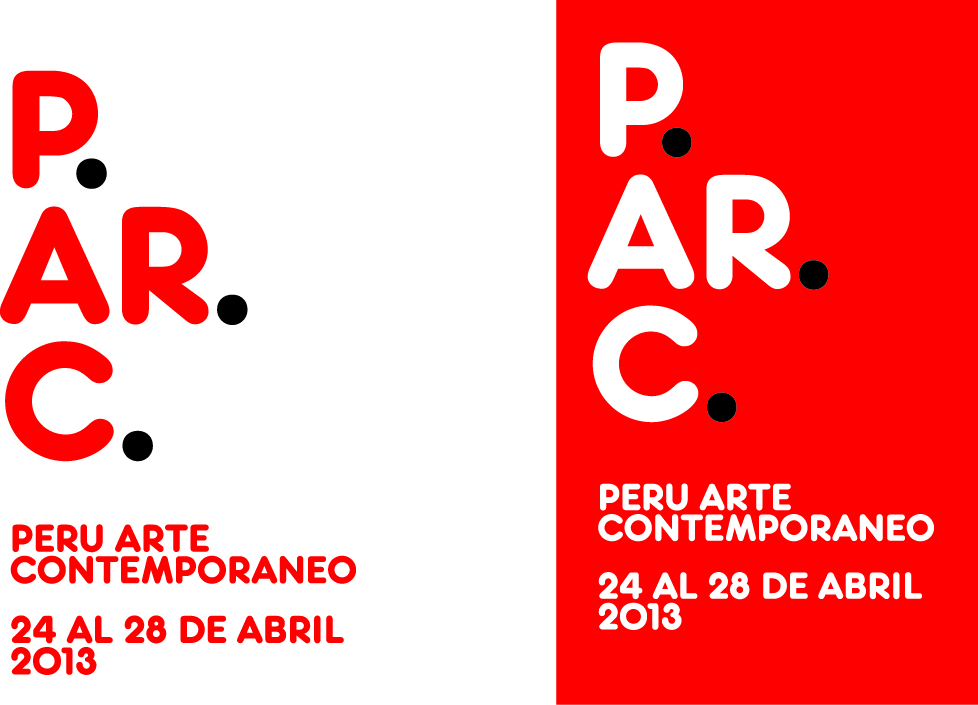 P.
AR.
C.
PERU ARTE
CONTEMPORANEO
24 AL 28 DE ABRIL
2013
P.
AR.
C.
PERU ARTE
CONTEMPORANEO
24 AL 28 DE ABRIL
2013